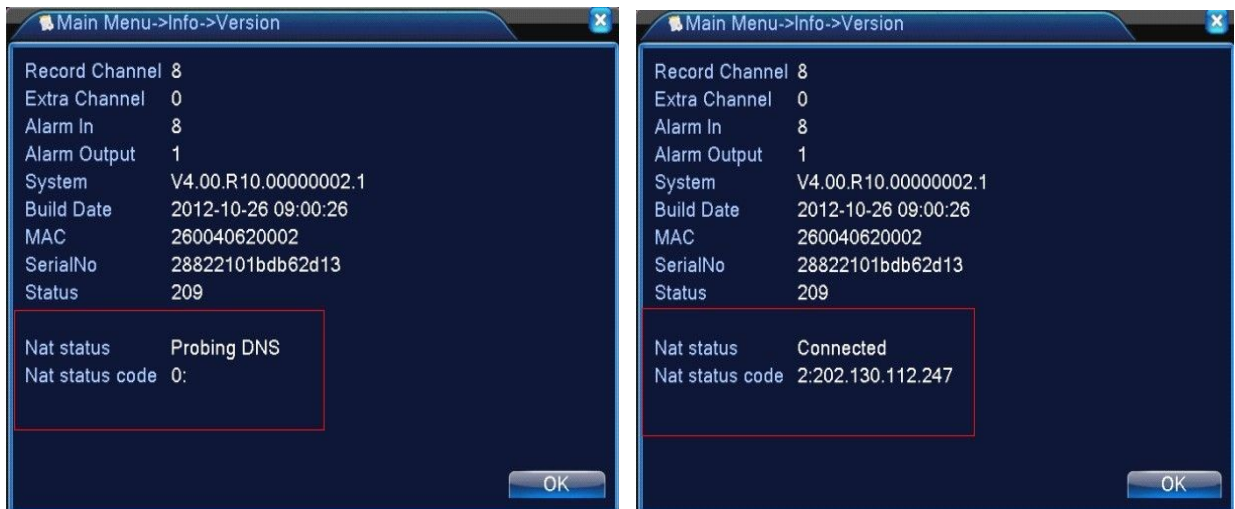 Main Menu->Info->Version
Record Channel 8
Extra Channel 0
Alarm In 8
Alarm Output 1
System V4.00.R10.00000002.1
Build Date 2012-10-26 09:00:26
MAC 260040620002
SerialNo 28822101bdb62d13
Status 209
Nat status Probing DNS
Nat status code 0:
OK
Main Menu->Info->Version
Record Channel 8
Extra Channel 0
Alarm In 8
Alarm Output 1
System V4.00.R10.00000002.1
Build Date 2012-10-26 09:00:26
MAC 260040620002
SerialNo 28822101bdb62d13
Status 209
Nat status Connected
Nat status code 2:202.130.112.247
OK